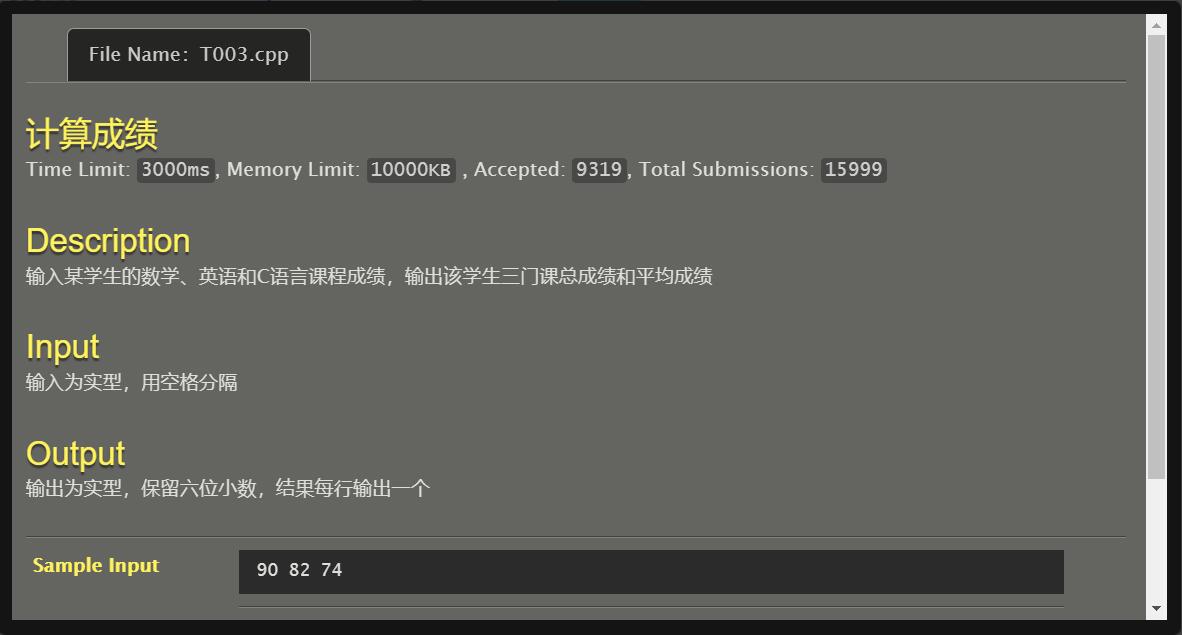 File Name：T003.cpp
计算成绩
Time Limit: 3000ms, Memory Limit: 10000KB , Accepted: 9319, Total Submissions: 15999
Description
输入某学生的数学、英语和C语言课程成绩，输出该学生三门课总成绩和平均成绩
Input
输入为实型，用空格分隔
Output
输出为实型，保留六位小数，结果每行输出一个
Sample Input
90 82 74